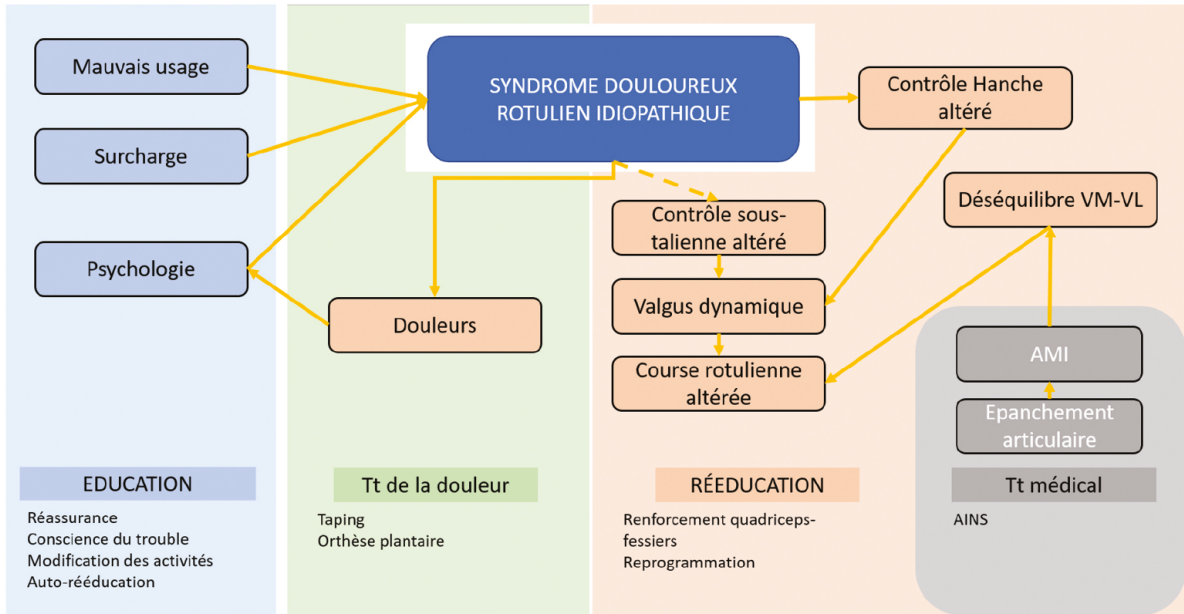 Mauvais usage
Surcharge
Psychologie
SYNDROME DOULOUREUX
ROTULIEN IDIOPATHIQUE
Contrôle Hanche
altéré
Déséquilibre VM-VL
Contrôle sous-
talienne altéré
Valgus dynamique
Course rotulienne
altérée
Douleurs
AMI
Epanchement
articulaire
EDUCATION
Réassurance
Conscience du trouble
Modification des activités
Auto-rééducation
Tt de la douleur
Taping
Orthèse plantaire
RÉEDUCATION
Renforcement quadriceps-
fessiers
Reprogrammation
Tt médical
AINS